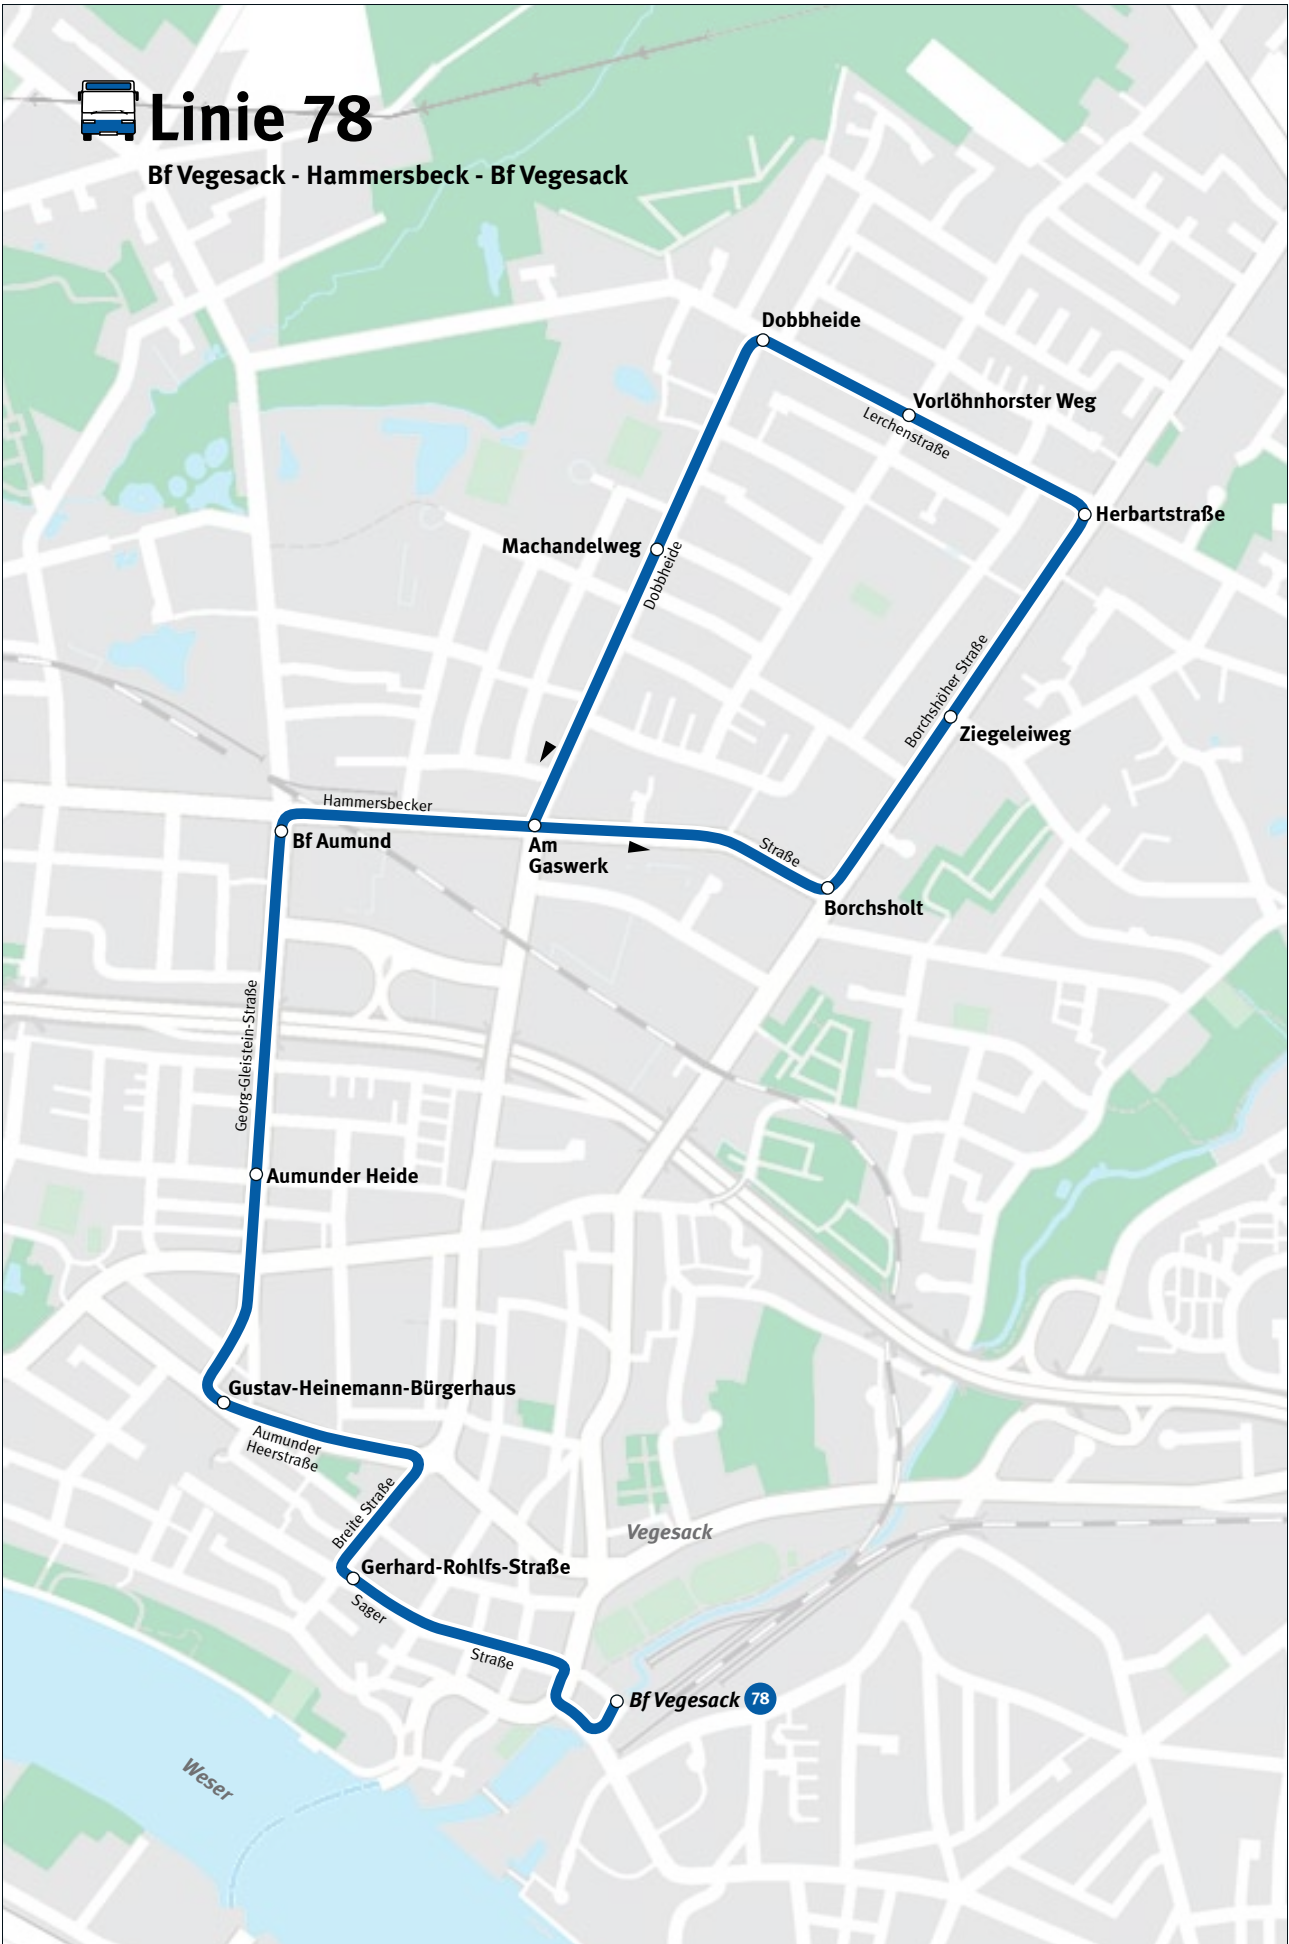 Linie 78
Bf Vegesack - Hammersbeck - Bf Vegesack
Dobbheide
Vorlöhnhorster Weg
Lerchenstraße
Herbartstraße
Machandelweg
Dobbheide
Borchshöher Straße
Ziegeleiweg
Hammersbecker
Bf Aumund
Am
Gaswerk
Straße
Borchsholt
Georg-Gleistein-Straße
Aumunder Heide
Gustav-Heinemann-Bürgerhaus
Aumunder
Heerstraße
Breite Straße
Vegesack
Gerhard-Rohlfs-Straße
Sager
Straße
Bf Vegesack 78
Weser